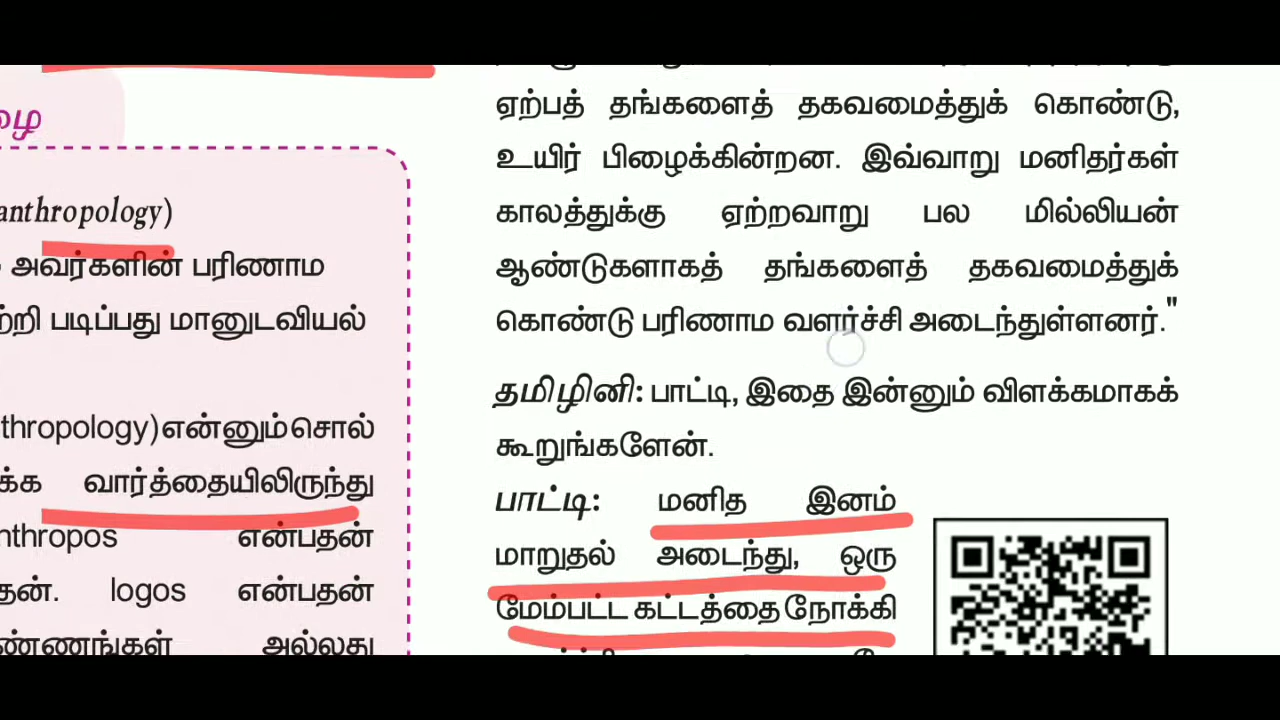 anthropology)
அவர்களின் பரிணாம
படிப்பது மானுடவியல்
என்னும் சொல்
வார்த்தையிலிருந்து
என்பதன்
logos என்பதன்
அல்லது
ஏற்பத் தங்களைத் தகவமைத்துக் கொண்டு,
உயிர் பிழைக்கின்றன. இவ்வாறு மனிதர்கள்
காலத்துக்கு ஏற்றவாறு பல மில்லியன்
ஆண்டுகளாகத் தங்களைத் தகவமைத்துக்
கொண்டு பரிணாம வளர்ச்சி அடைந்துள்ளனர்."
தமிழினி: பாட்டி, இதை இன்னும் விளக்கமாகக்
கூறுங்களேன்.
பாட்டி: மனித இனம்
மாறுதல் அடைந்து, ஒரு
மேம்பட்ட கட்டத்தை நோக்கி